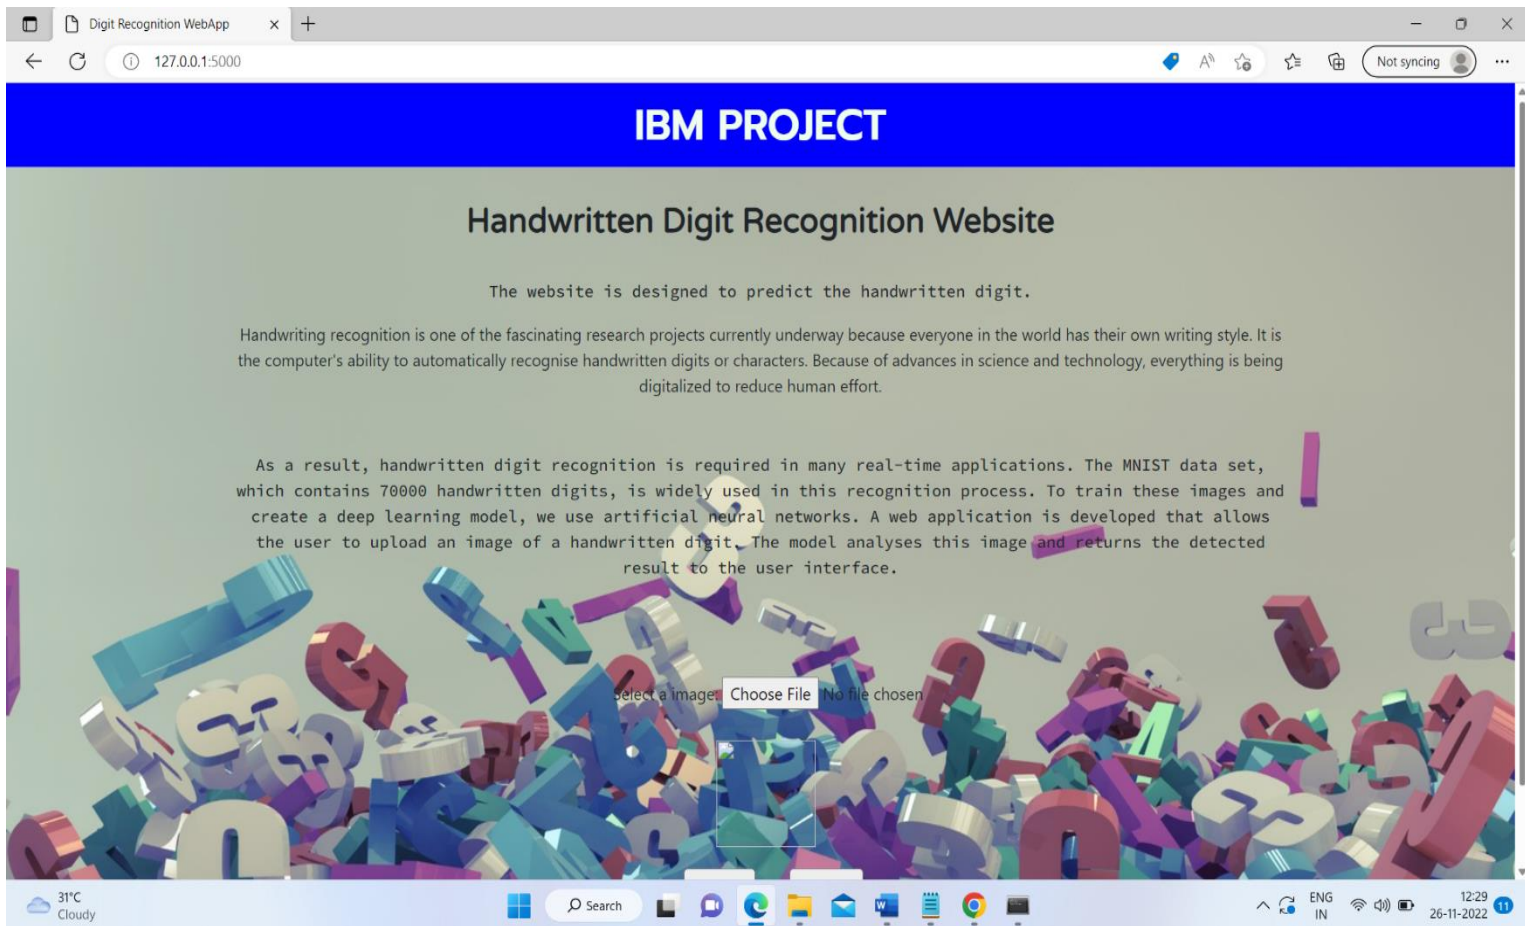 Digit Recognition WebApp
127.0.0.1:5000
Not syncing
IBM PROJECT
Handwritten Digit Recognition Website
The website is designed to predict the handwritten digit.
Handwriting recognition is one of the fascinating research projects currently underway because everyone in the world has their own writing style. It is
the computer's ability to automatically recognise handwritten digits or characters. Because of advances in science and technology, everything is being
digitalized to reduce human effort.
As a result, handwritten digit recognition is required in many real-time applications. The MNIST data set,
which contains 70000 handwritten digits, is widely used in this recognition process. To train these images and
create a deep learning model, we use artificial neural networks. A web application is developed that allows
the user to upload an image of a handwritten digit. The model analyses this image and returns the detected
result to the user interface.
Select a image: Choose File No file chosen
31°C
Cloudy
Search
ENG
IN
12:29
26-11-2022
11